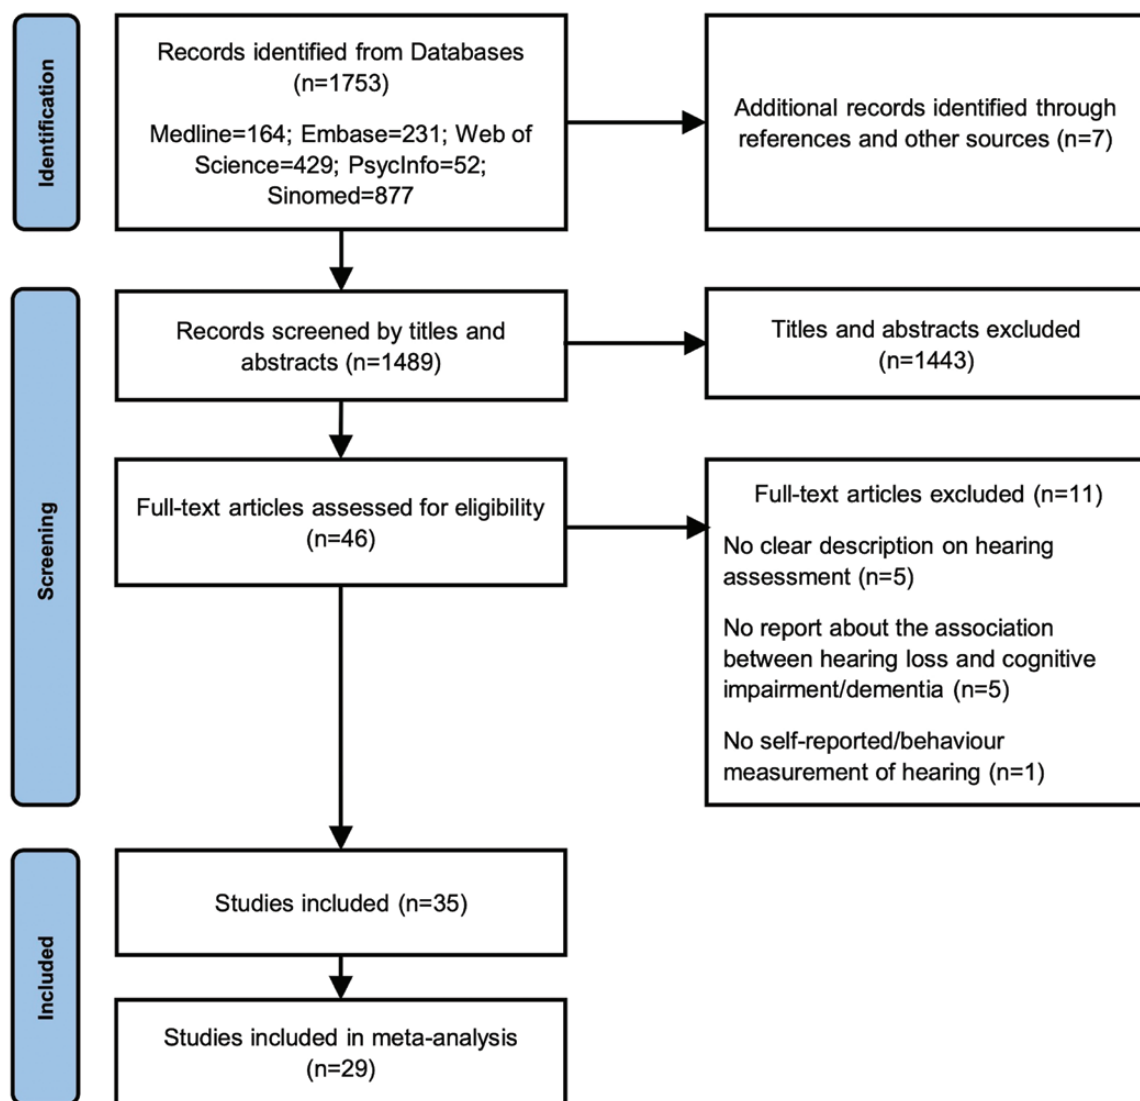 Identification
Records identified from Databases
(n=1753)
Medline=164; Embase=231; Web of
Science=429; PsycInfo=52;
Sinomed=877
Additional records identified through
references and other sources (n=7)
Screening
Records screened by titles and
abstracts (n=1489)
Titles and abstracts excluded
(n=1443)
Full-text articles assessed for eligibility
(n=46)
Full-text articles excluded (n=11)
No clear description on hearing
assessment (n=5)
No report about the association
between hearing loss and cognitive
impairment/dementia (n=5)
No self-reported/behaviour
measurement of hearing (n=1)
Included
Studies included (n=35)
Studies included in meta-analysis
(n=29)